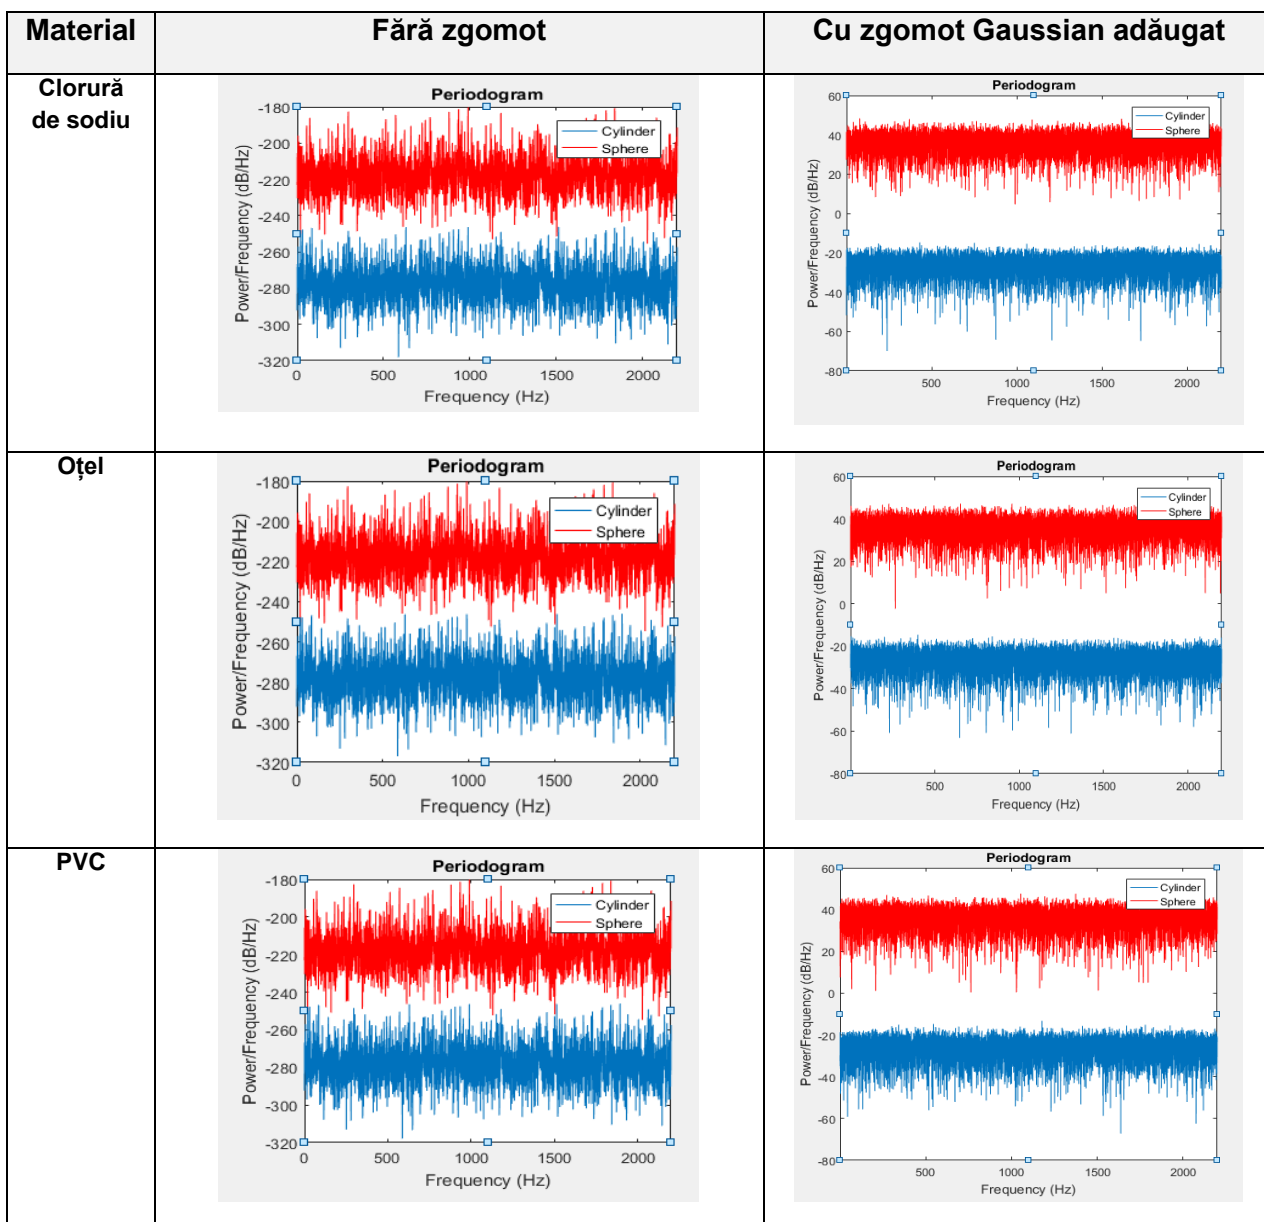 Material
Fără zgomot
Cu zgomot Gaussian adăugat
Clorură
de sodiu
Periodogram
Power/Frequency (dB/Hz)
-180
-200
-220
-240
-260
-280
-300
-320
Cylinder
Sphere
0 500 1000 1500 2000
Frequency (Hz)
Periodogram
Power/Frequency (dB/Hz)
60
40
20
0
-20
-40
-60
-80
Cylinder
Sphere
500 1000 1500 2000
Frequency (Hz)
Oțel
Periodogram
Power/Frequency (dB/Hz)
-180
-200
-220
-240
-260
-280
-300
-320
Cylinder
Sphere
0 500 1000 1500 2000
Frequency (Hz)
Periodogram
Power/Frequency (dB/Hz)
60
40
20
0
-20
-40
-60
-80
Cylinder
Sphere
500 1000 1500 2000
Frequency (Hz)
PVC
Periodogram
Power/Frequency (dB/Hz)
-180
-200
-220
-240
-260
-280
-300
-320
Cylinder
Sphere
0 500 1000 1500 2000
Frequency (Hz)
Periodogram
Power/Frequency (dB/Hz)
60
40
20
0
-20
-40
-60
-80
Cylinder
Sphere
500 1000 1500 2000
Frequency (Hz)